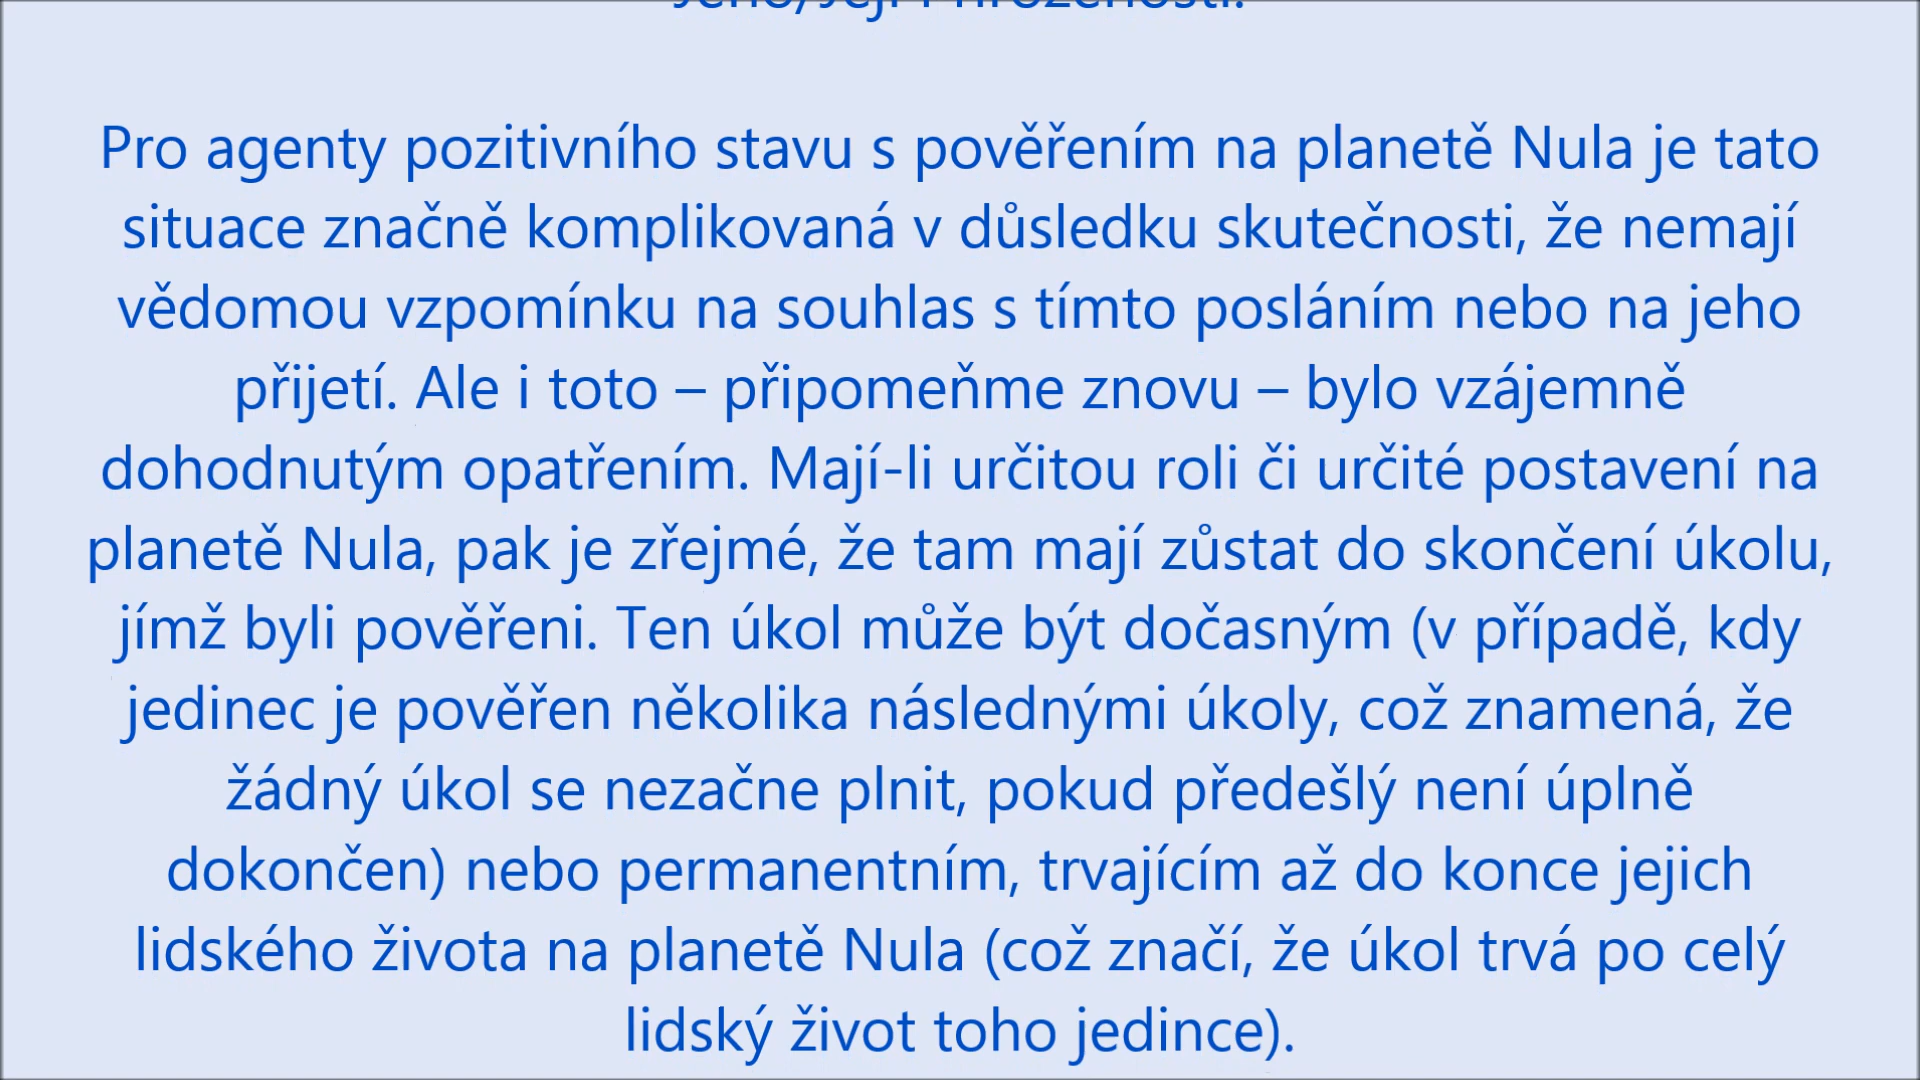 Jeho/Její Přirozenosti.
Pro agenty pozitivního stavu s pověřením na planetě Nula je tato
situace značně komplikovaná v důsledku skutečnosti, že nemají
vědomou vzpomínku na souhlas s tímto posláním nebo na jeho
přijetí. Ale i toto – připomeňme znovu – bylo vzájemně
dohodnutým opatřením. Mají-li určitou roli či určité postavení na
planetě Nula, pak je zřejmé, že tam mají zůstat do skončení úkolu,
jímž byli pověřeni. Ten úkol může být dočasným (v případě, kdy
jedinec je pověřen několika následnými úkoly, což znamená, že
žádný úkol se nezačne plnit, pokud předešlý není úplně
dokončen) nebo permanentním, trvajícím až do konce jejich
lidského života na planetě Nula (což značí, že úkol trvá po celý
lidský život toho jedince).